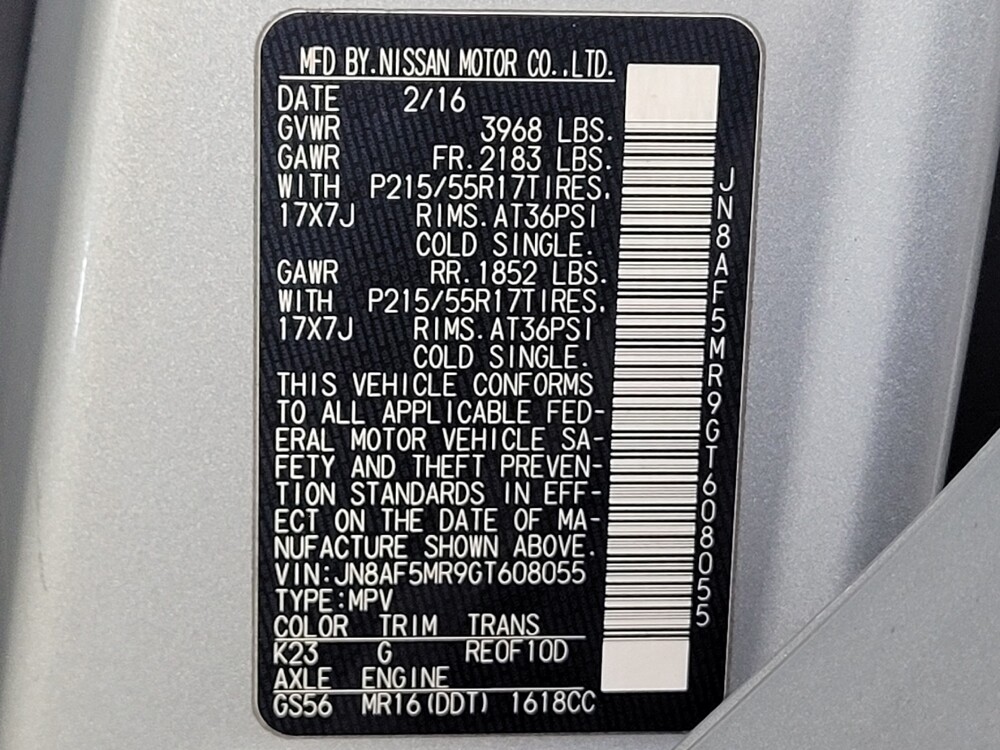 MFD BY.NISSAN MOTOR CO.,LTD.
DATE 2/16
GVWR 3968 LBS.
GAWR FR.2183 LBS.
WITH P215/55R17TIRES.
17X7J RIMS.AT36PSI
COLD SINGLE.
GAWR RR.1852 LBS.
WITH P215/55R17TIRES.
17X7J RIMS.AT36PSI
COLD SINGLE.
THIS VEHICLE CONFORMS
TO ALL APPLICABLE FED-
ERAL MOTOR VEHICLE SA-
FETY AND THEFT PREVEN-
TION STANDARDS IN EFF-
ECT ON THE DATE OF MA-
NUFACTURE SHOWN ABOVE.
VIN:JN8AF5MR9GT608055
TYPE:MPV
COLOR TRIM TRANS
K23 G RE0F10D
AXLE ENGINE
GS56 MR16(DDT) 1618CC
JN8AF5MR9GT608055